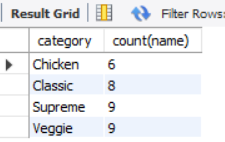 Result Grid Filter Rows:
category count(name)
Chicken 6
Classic 8
Supreme 9
Veggie 9